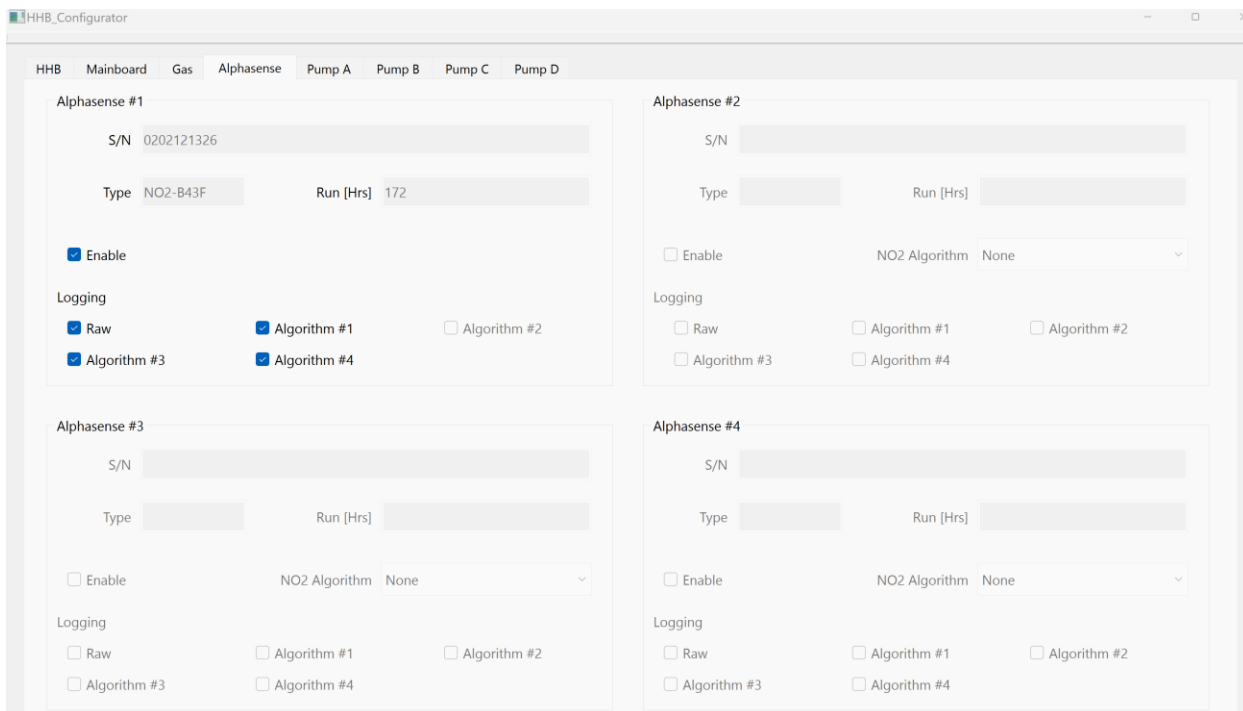 HHB_Configurator
HHB Mainboard Gas Alphasense Pump A Pump B Pump C Pump D
Alphasense #1
S/N 0202121326
Type NO2-B43F Run [Hrs] 172
Enable
Logging
Raw Algorithm #1 Algorithm #2
Algorithm #3 Algorithm #4
Alphasense #2
S/N
Type Run [Hrs]
Enable NO2 Algorithm None
Logging
Raw Algorithm #1 Algorithm #2
Algorithm #3 Algorithm #4
Alphasense #3
S/N
Type Run [Hrs]
Enable NO2 Algorithm None
Logging
Raw Algorithm #1 Algorithm #2
Algorithm #3 Algorithm #4
Alphasense #4
S/N
Type Run [Hrs]
Enable NO2 Algorithm None
Logging
Raw Algorithm #1 Algorithm #2
Algorithm #3 Algorithm #4